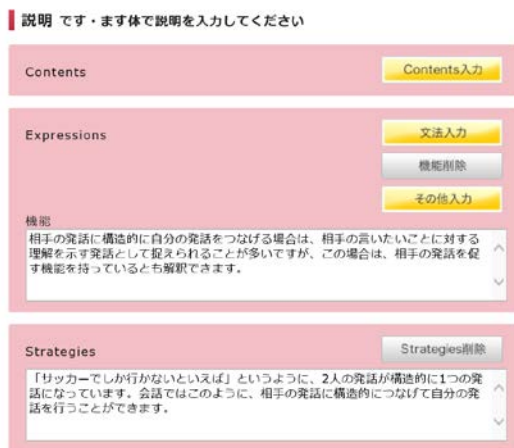 説明 です・ます体で説明を入力してください
Contents
Contents入力
Expressions
文法入力
機能削除
その他入力
機能
相手の発話に構造的に自分の発話をつなげる場合は、相手の言いたいことに対する
理解を示す発話として捉えられることが多いですが、この場合は、相手の発話を促
す機能を持っているとも解釈できます。
Strategies
Strategies削除
「サッカーでしか行かないといえば」というように、2人の発話が構造的に1つの発
話になっています。会話ではこのように、相手の発話に構造的につなげて自分の発
話を行うことができます。